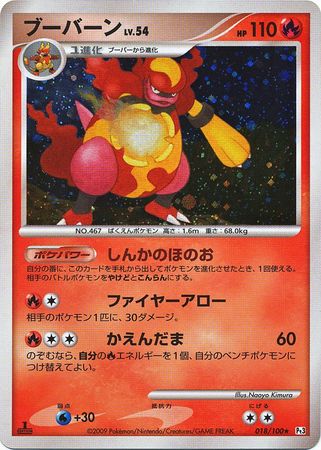 ブーバーン LV.54 HP 110
1進化 ブーバーから進化
NO.467 ばくえんポケモン 高さ：1.6m 重さ：68.0kg
ポケパワー しんかのほのお
自分の番に、このカードを手札から出してポケモンを進化させたとき、1回使える。
相手のバトルポケモンをやけどとこんらんにする。
ファイヤーアロー
相手のポケモン1匹に、30ダメージ。
かえんだま 60
のぞむなら、自分の エネルギーを1個、自分のベンチポケモン
につけ替えてよい。
Illus.Naoyo Kimura
弱点 抵抗力 にげる
+30
1 EDITION
©2009 Pokémon/Nintendo/Creatures/GAME FREAK
018/100★ Pt3